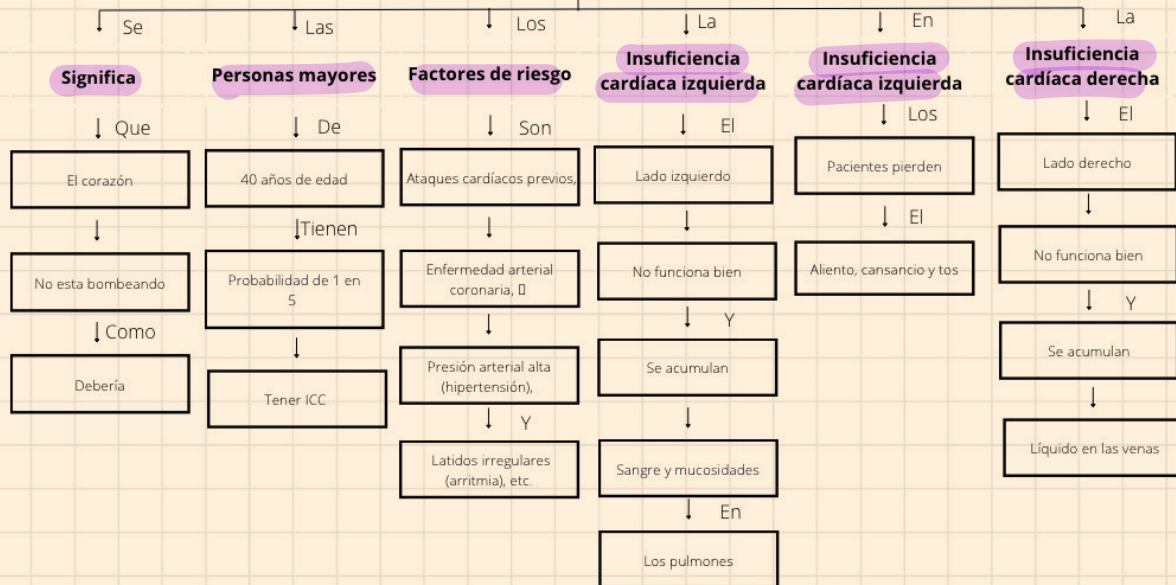 Se
Significa
Que
El corazón
No esta bombeando
Como
Debería
Las
Personas mayores
De
40 años de edad
Tienen
Probabilidad de 1 en
5
Tener ICC
Los
Factores de riesgo
Son
Ataques cardíacos previos,
Enfermedad arterial
coronaria,
Presión arterial alta
(hipertensión),
Y
Latidos irregulares
(arritmia), etc.
La
Insuficiencia
cardíaca izquierda
El
Lado izquierdo
No funciona bien
Y
Se acumulan
Sangre y mucosidades
En
Los pulmones
En
Insuficiencia
cardíaca izquierda
Los
Pacientes pierden
El
Aliento, cansancio y tos
La
Insuficiencia
cardíaca derecha
El
Lado derecho
No funciona bien
Y
Se acumulan
Líquido en las venas